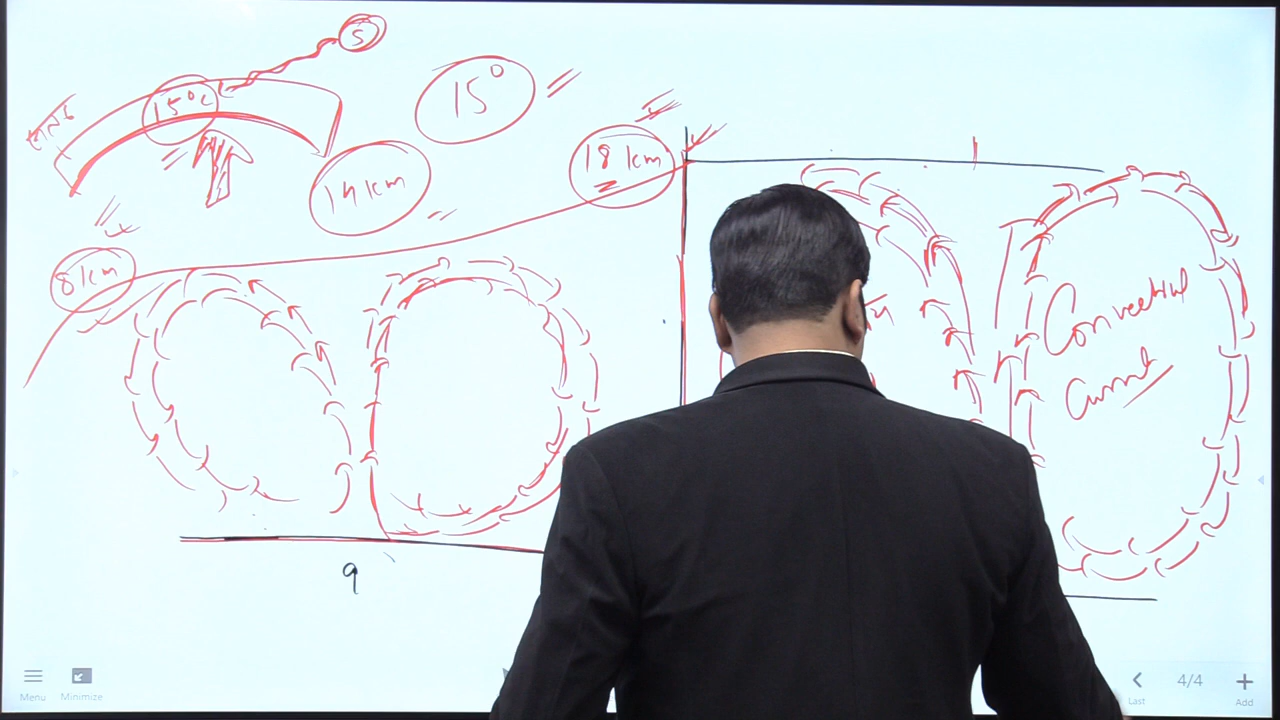 S
15°
15°c
18 km
14 km
8 km
Convectional
Current
9
Menu
Minimize
Last
4/4
Add